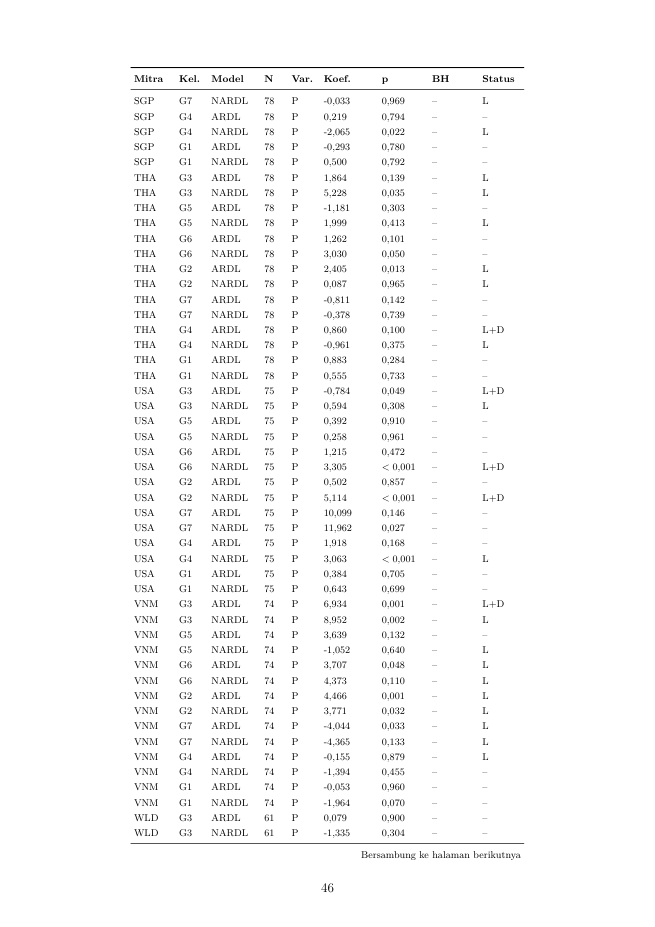 Mitra Kel. Model N Var. Koef. p BH Status
SGP G7 NARDL 78 P -0,033 0,969 – L
SGP G4 ARDL 78 P 0,219 0,794 – –
SGP G4 NARDL 78 P -2,065 0,022 – L
SGP G1 ARDL 78 P -0,293 0,780 – –
SGP G1 NARDL 78 P 0,500 0,792 – –
THA G3 ARDL 78 P 1,864 0,139 – L
THA G3 NARDL 78 P 5,228 0,035 – L
THA G5 ARDL 78 P -1,181 0,303 – –
THA G5 NARDL 78 P 1,999 0,413 – L
THA G6 ARDL 78 P 1,262 0,101 – –
THA G6 NARDL 78 P 3,030 0,050 – –
THA G2 ARDL 78 P 2,405 0,013 – L
THA G2 NARDL 78 P 0,087 0,965 – L
THA G7 ARDL 78 P -0,811 0,142 – –
THA G7 NARDL 78 P -0,378 0,739 – –
THA G4 ARDL 78 P 0,860 0,100 – L+D
THA G4 NARDL 78 P -0,961 0,375 – L
THA G1 ARDL 78 P 0,883 0,284 – –
THA G1 NARDL 78 P 0,555 0,733 – –
USA G3 ARDL 75 P -0,784 0,049 – L+D
USA G3 NARDL 75 P 0,594 0,308 – L
USA G5 ARDL 75 P 0,392 0,910 – –
USA G5 NARDL 75 P 0,258 0,961 – –
USA G6 ARDL 75 P 1,215 0,472 – –
USA G6 NARDL 75 P 3,305 < 0,001 – L+D
USA G2 ARDL 75 P 0,502 0,857 – –
USA G2 NARDL 75 P 5,114 < 0,001 – L+D
USA G7 ARDL 75 P 10,099 0,146 – –
USA G7 NARDL 75 P 11,962 0,027 – –
USA G4 ARDL 75 P 1,918 0,168 – –
USA G4 NARDL 75 P 3,063 < 0,001 – L
USA G1 ARDL 75 P 0,384 0,705 – –
USA G1 NARDL 75 P 0,643 0,699 – –
VNM G3 ARDL 74 P 6,934 0,001 – L+D
VNM G3 NARDL 74 P 8,952 0,002 – L
VNM G5 ARDL 74 P 3,639 0,132 – –
VNM G5 NARDL 74 P -1,052 0,640 – L
VNM G6 ARDL 74 P 3,707 0,048 – L
VNM G6 NARDL 74 P 4,373 0,110 – L
VNM G2 ARDL 74 P 4,466 0,001 – L
VNM G2 NARDL 74 P 3,771 0,032 – L
VNM G7 ARDL 74 P -4,044 0,033 – L
VNM G7 NARDL 74 P -4,365 0,133 – L
VNM G4 ARDL 74 P -0,155 0,879 – L
VNM G4 NARDL 74 P -1,394 0,455 – –
VNM G1 ARDL 74 P -0,053 0,960 – –
VNM G1 NARDL 74 P -1,964 0,070 – –
WLD G3 ARDL 61 P 0,079 0,900 – –
WLD G3 NARDL 61 P -1,335 0,304 – –
Bersambung ke halaman berikutnya
46